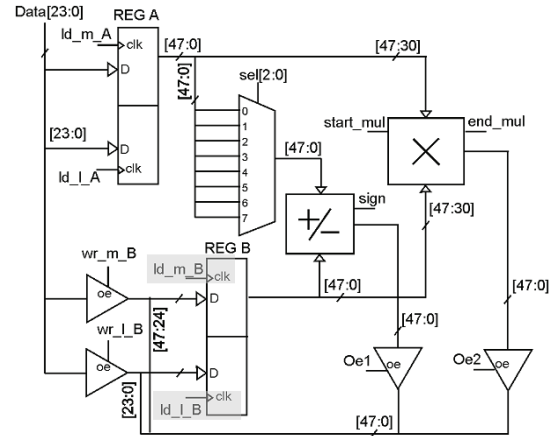 Data[23:0]
REG A
ld_m_A
clk
D
[47:0]
[47:30]
[47:0]
sel[2:0]
0
1
2
3
4
5
6
7
[23:0]
D
clk
ld_l_A
start_mul
end_mul
×
[47:0]
[47:30]
sign
+/-
REG B
wr_m_B
ld_m_B
clk
oe
D
[47:24]
[47:0]
[47:0]
wr_l_B
oe
D
[23:0]
clk
ld_l_B
[47:0]
Oe1
oe
Oe2
oe
[47:0]